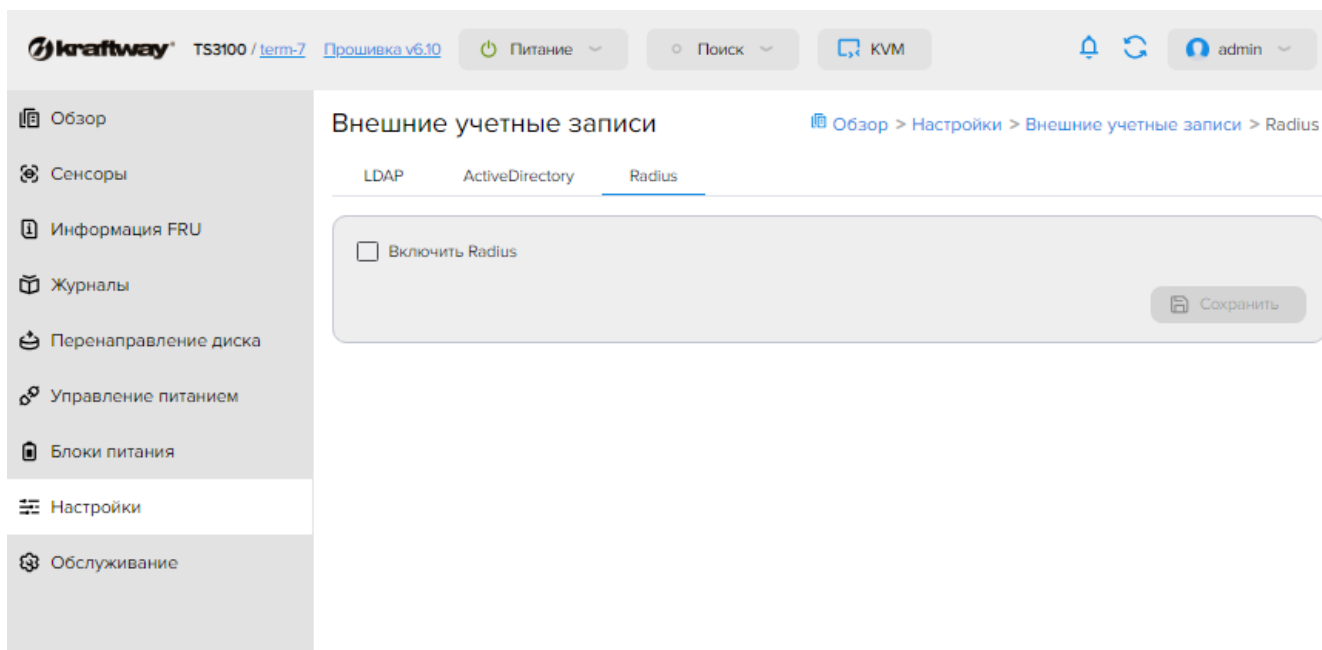 kraftway TS3100 / term-7 Прошивка v6.10 Питание Поиск KVM admin
Обзор
Сенсоры
Информация FRU
Журналы
Перенаправление диска
Управление питанием
Блоки питания
Настройки
Обслуживание
Внешние учетные записи
Обзор > Настройки > Внешние учетные записи > Radius
LDAP ActiveDirectory Radius
Включить Radius
Сохранить